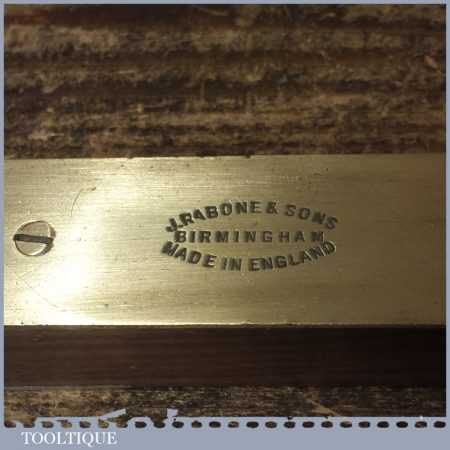 J. RABONE & SONS
BIRMINGHAM
MADE IN ENGLAND
TOOLTIQUE